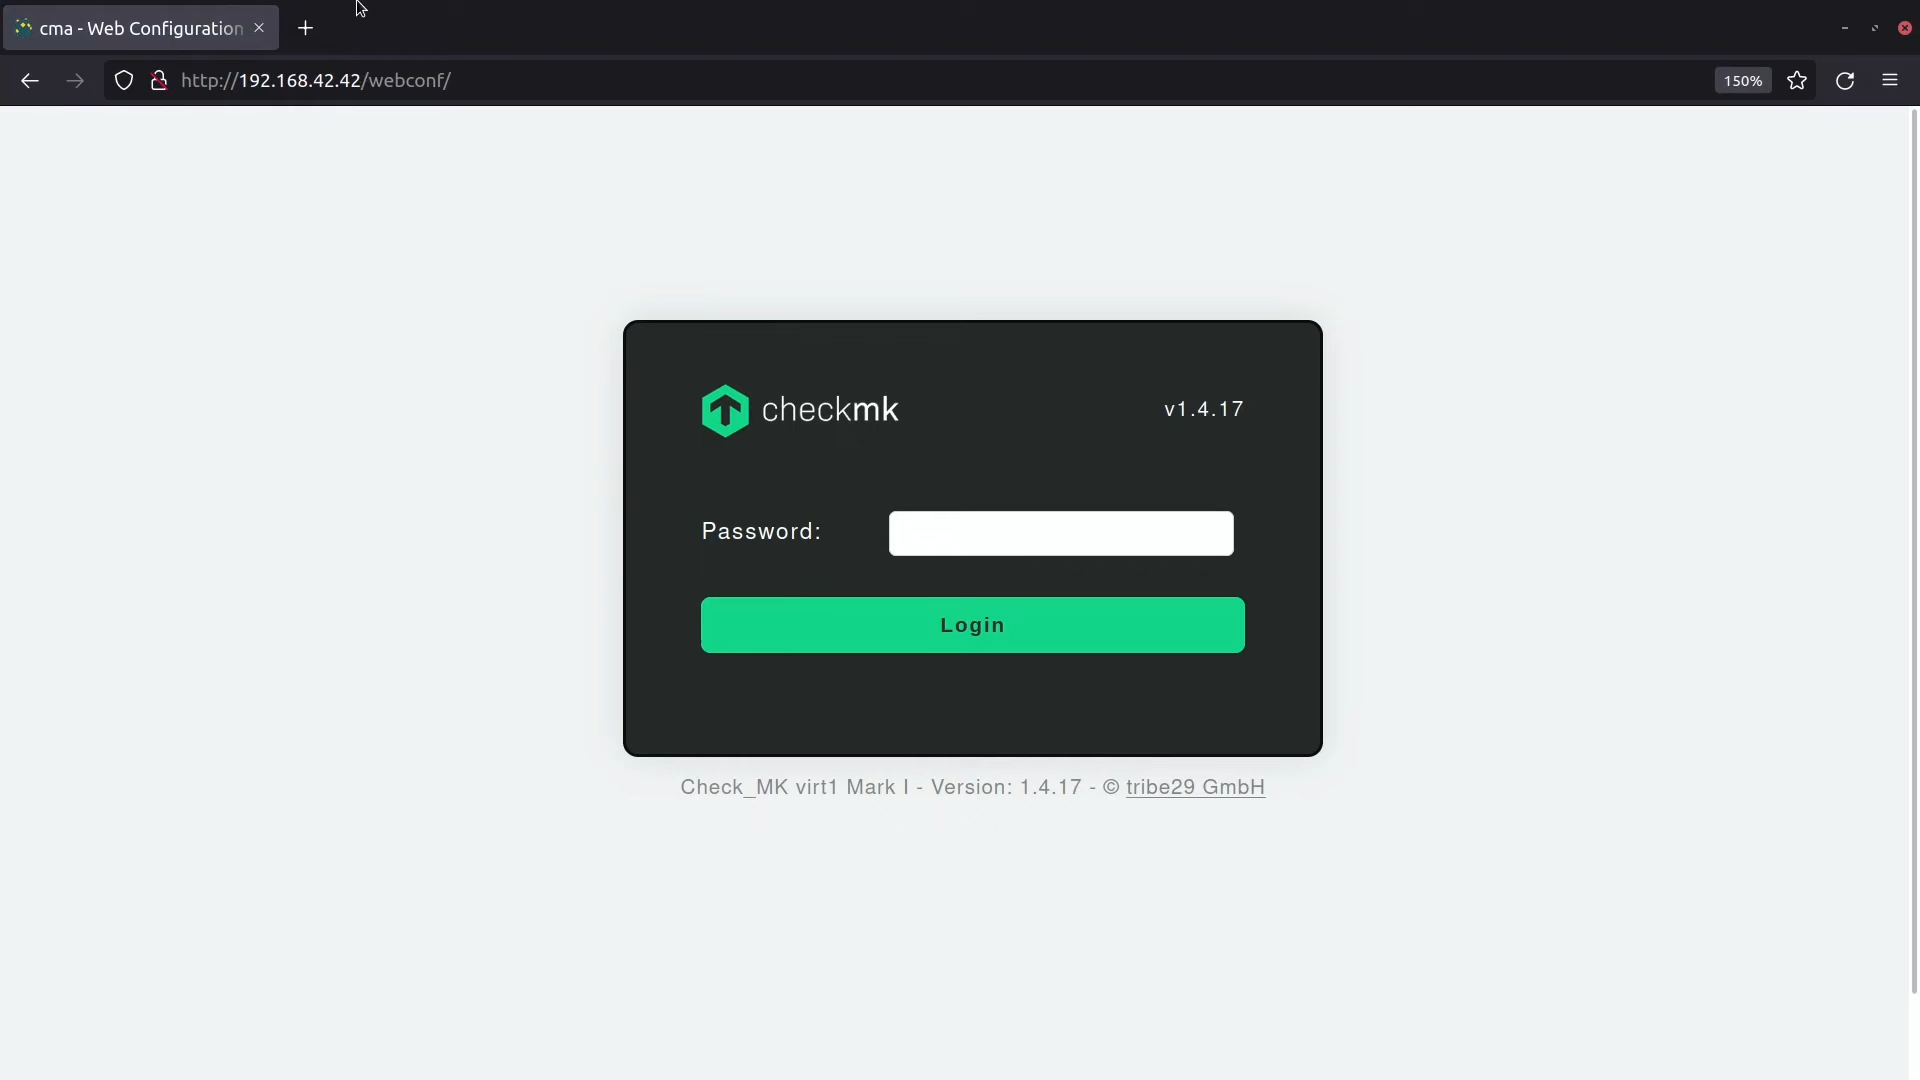 cma - Web Configuration
http://192.168.42.42/webconf/
150%
checkmk
v1.4.17
Password:
Login
Check_MK virt1 Mark I - Version: 1.4.17 - © tribe29 GmbH